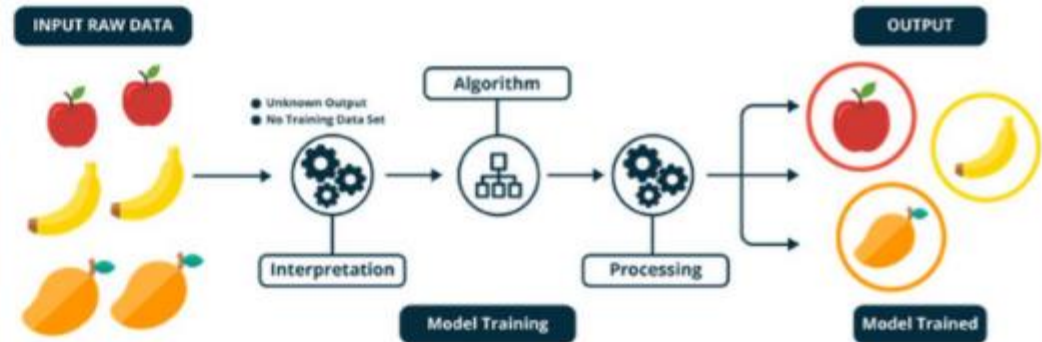 INPUT RAW DATA
OUTPUT
Algorithm
Unknown Output
No Training Data Set
Interpretation
Processing
Model Training
Model Trained